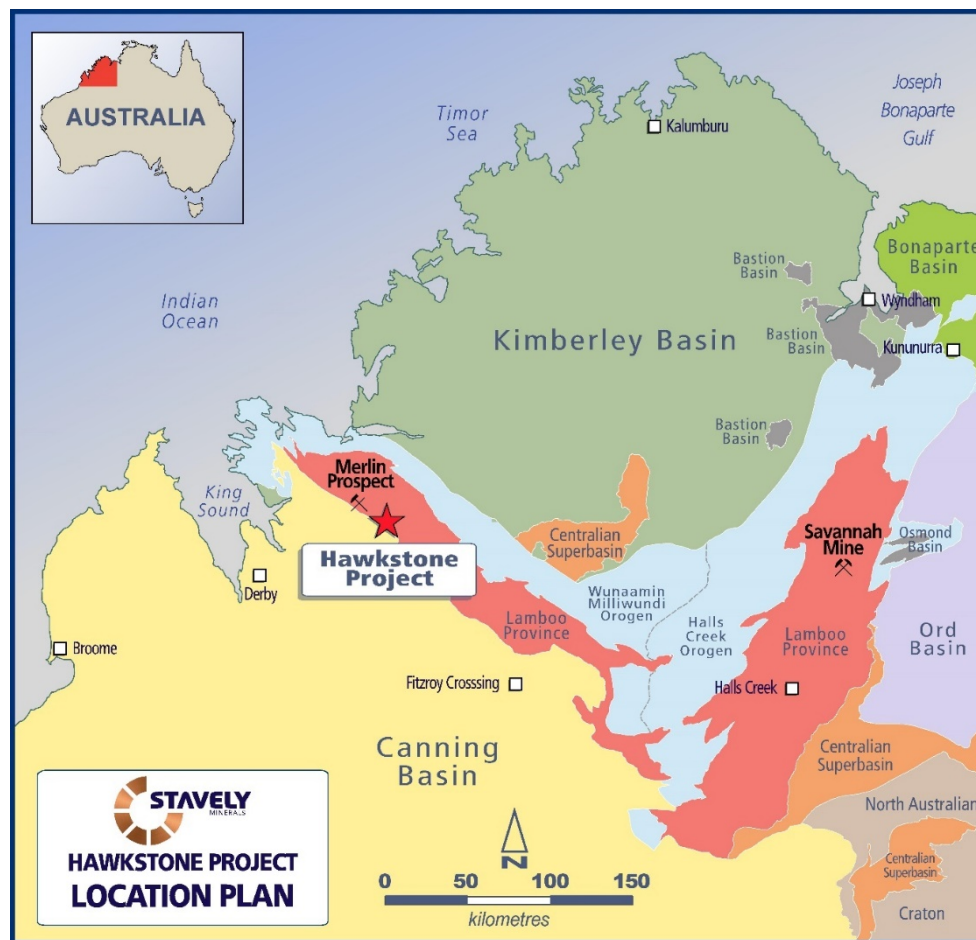 AUSTRALIA
Timor
Sea
Joseph
Bonaparte
Gulf
Kalumburu
Bonaparte
Basin
Bastion
Basin
Indian
Ocean
Wyndham
Kimberley Basin
Bastion
Basin
Kununurra
Bastion
Basin
Merlin
Prospect
King
Sound
Savannah
Mine
Osmond
Basin
Centralian
Superbasin
Hawkstone
Project
Derby
Wunaamin
Milliwundi
Orogen
Halls
Creek
Orogen
Lamboo
Province
Lamboo
Province
Ord
Basin
Broome
Fitzroy Crosssing
Halls Creek
Canning
Basin
Centralian
Superbasin
North Australian
Centralian
Superbasin
Craton
STAVELY
MINERALS
HAWKSTONE PROJECT
LOCATION PLAN
N
0 50 100 150
kilometres